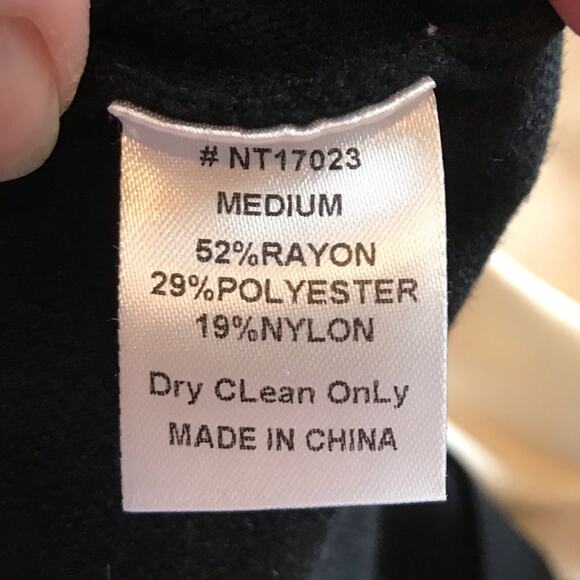 # NT17023
MEDIUM
52%RAYON
29%POLYESTER
19%NYLON
Dry CLean OnLy
MADE IN CHINA